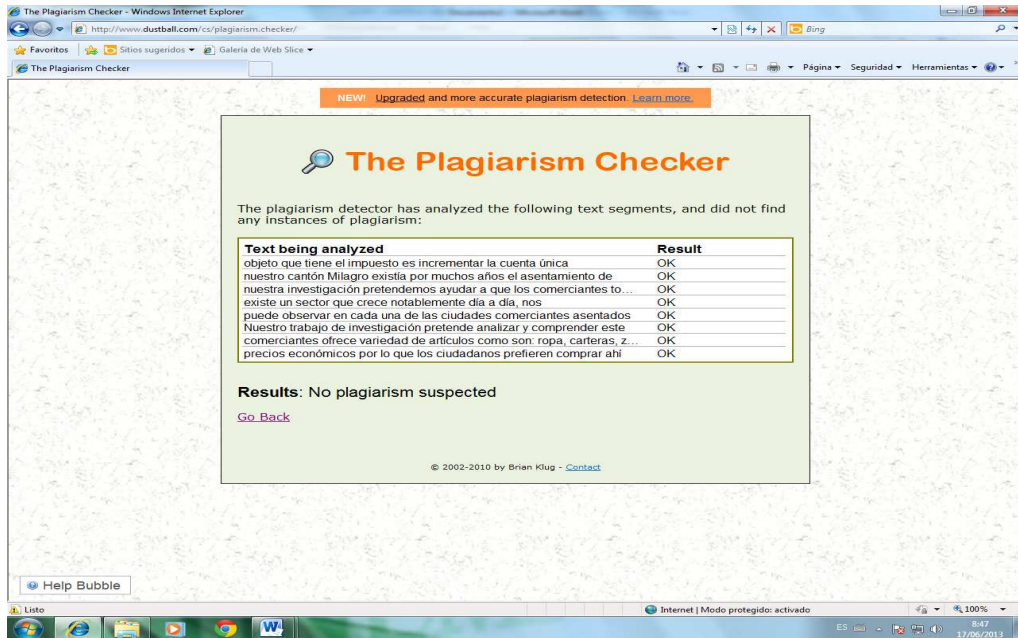 The Plagiarism Checker - Windows Internet Explorer
http://www.dustball.com/cs/plagiarism.checker/
Bing
Favoritos Sitios sugeridos Galería de Web Slice
The Plagiarism Checker
Página Seguridad Herramientas
NEW! Upgraded and more accurate plagiarism detection. Learn more.
The Plagiarism Checker
The plagiarism detector has analyzed the following text segments, and did not find
any instances of plagiarism:
Text being analyzed Result
objeto que tiene el impuesto es incrementar la cuenta única OK
nuestro cantón Milagro existía por muchos años el asentamiento de OK
nuestra investigación pretendemos ayudar a que los comerciantes to... OK
existe un sector que crece notablemente día a día, nos OK
puede observar en cada una de las ciudades comerciantes asentados OK
Nuestro trabajo de investigación pretende analizar y comprender este OK
comerciantes ofrece variedad de artículos como son: ropa, carteras, z... OK
precios económicos por lo que los ciudadanos prefieren comprar ahí OK
Results: No plagiarism suspected
Go Back
© 2002-2010 by Brian Klug - Contact
Help Bubble
Listo
Internet | Modo protegido: activado
100%
ES
8:47
17/06/2013